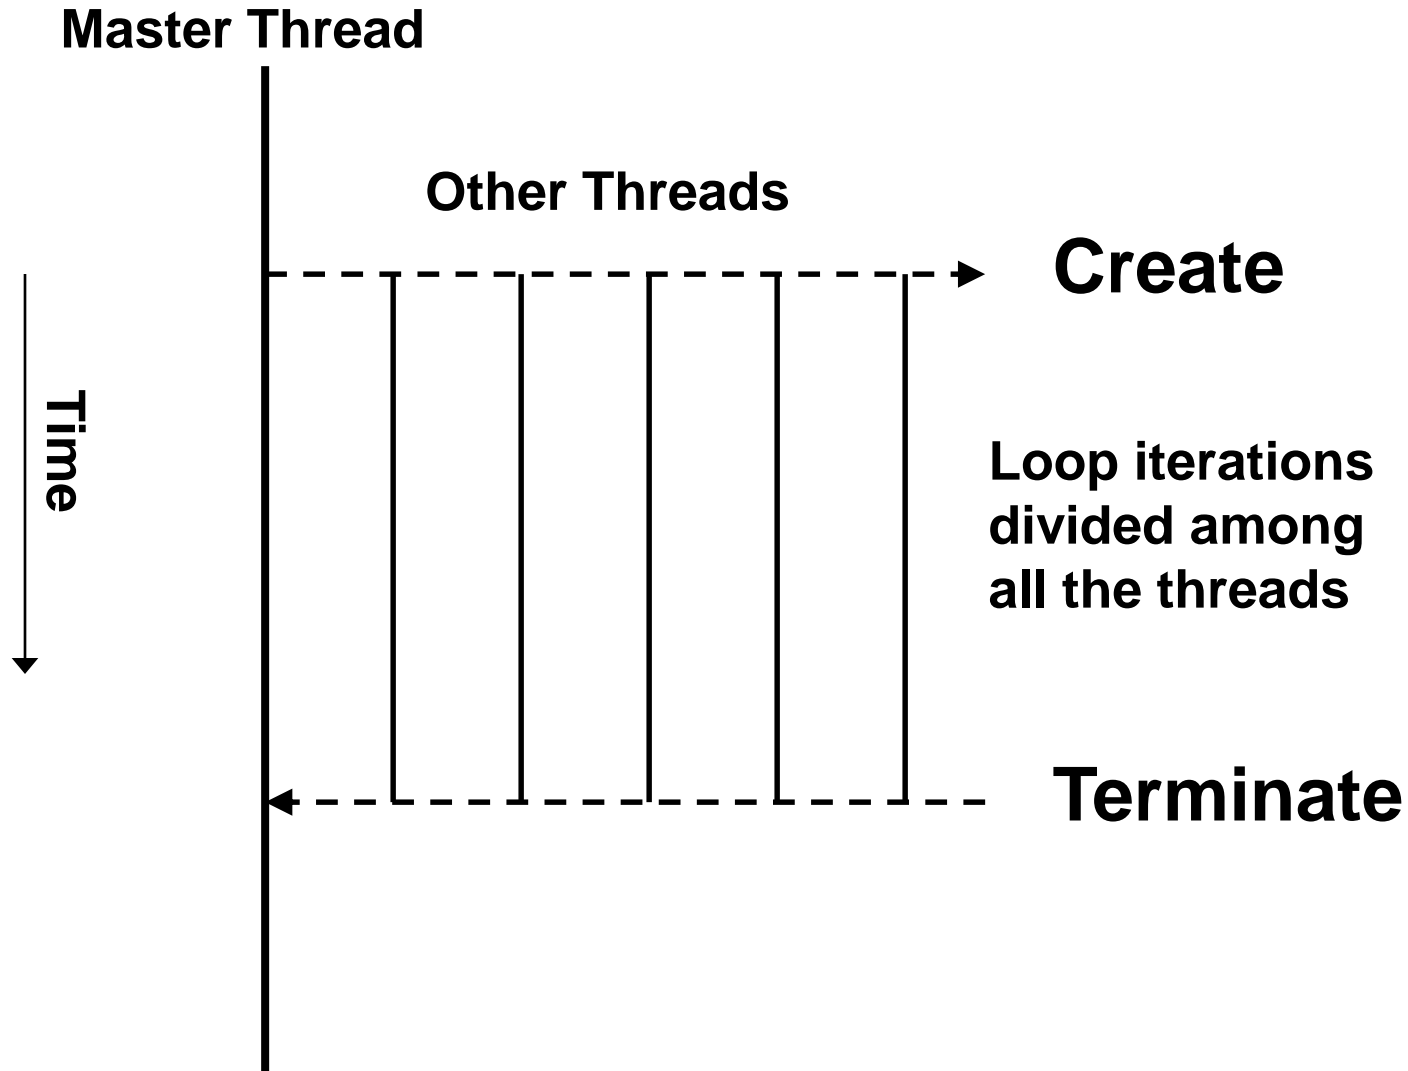 Master Thread
Other Threads
Create
Time
Loop iterations
divided among
all the threads
Terminate